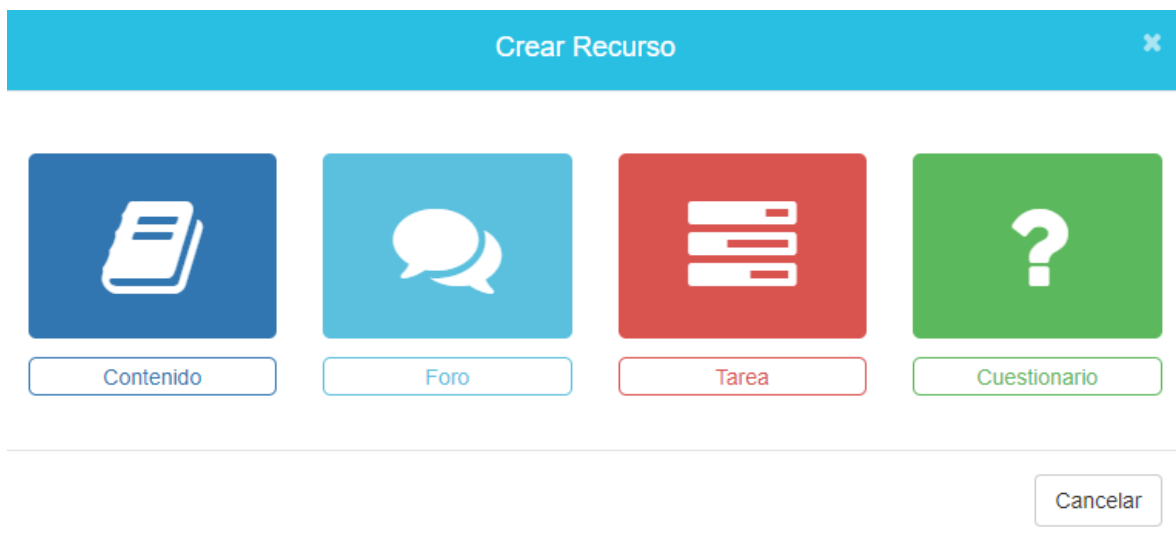 Crear Recurso
Contenido
Foro
Tarea
Cuestionario
Cancelar